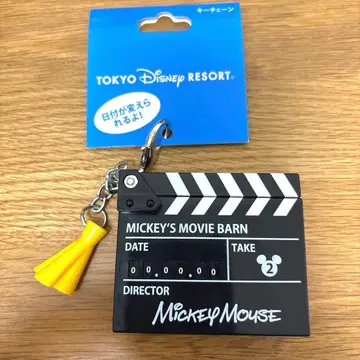 キーチェーン
TOKYO Disney RESORT®
日付が変えら
れるよ!
MICKEY'S MOVIE BARN
DATE TAKE
00.00.00 2
DIRECTOR
Mickey Mouse